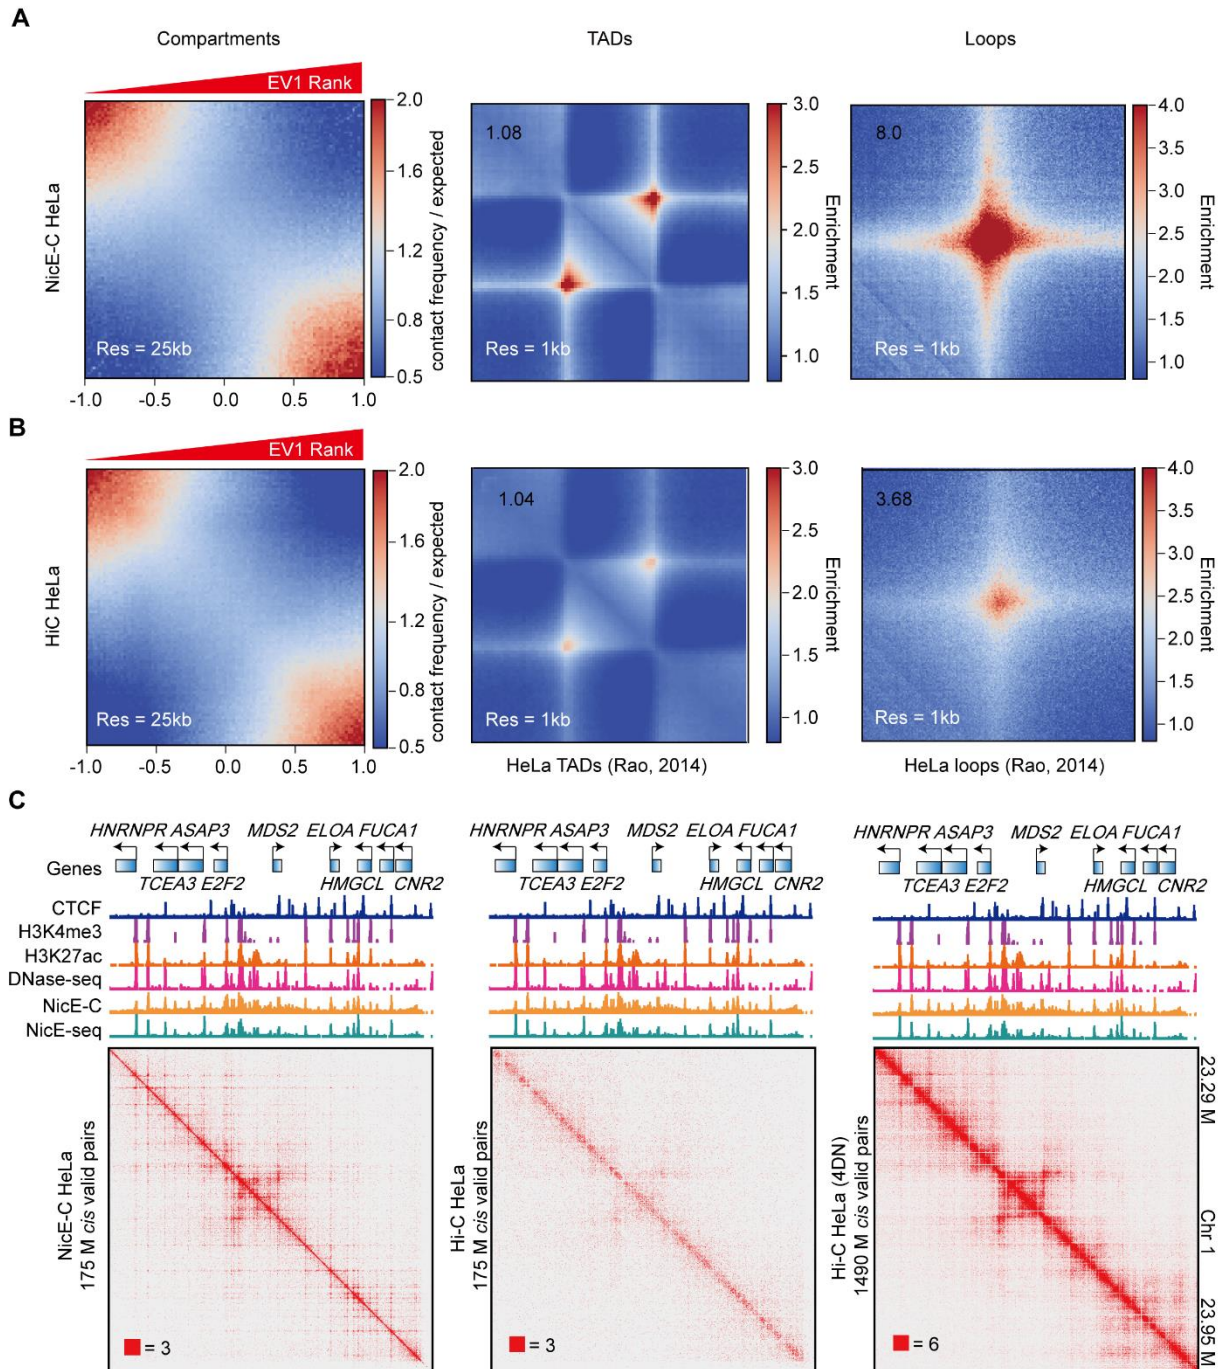 A
Compartments
TADs
Loops
EV1 Rank
NicE-C HeLa
Res = 25kb
-1.0 -0.5 0.0 0.5 1.0
2.0
1.6
1.2
0.8
0.5
contact frequency / expected
1.08
Res = 1kb
3.0
2.5
2.0
1.5
1.0
Enrichment
8.0
Res = 1kb
4.0
3.5
3.0
2.5
2.0
1.5
1.0
Enrichment
B
EV1 Rank
HiC HeLa
Res = 25kb
-1.0 -0.5 0.0 0.5 1.0
2.0
1.6
1.2
0.8
0.5
contact frequency / expected
1.04
Res = 1kb
3.0
2.5
2.0
1.5
1.0
Enrichment
HeLa TADs (Rao, 2014)
3.68
Res = 1kb
4.0
3.5
3.0
2.5
2.0
1.5
1.0
Enrichment
HeLa loops (Rao, 2014)
C
HNRNPR ASAP3 MDS2 ELOA FUCA1
Genes
TCEA3 E2F2 HMGCL CNR2
CTCF
H3K4me3
H3K27ac
DNase-seq
NicE-C
NicE-seq
NicE-C HeLa
175 M cis valid pairs
= 3
HNRNPR ASAP3 MDS2 ELOA FUCA1
TCEA3 E2F2 HMGCL CNR2
Hi-C HeLa
175 M cis valid pairs
= 3
HNRNPR ASAP3 MDS2 ELOA FUCA1
TCEA3 E2F2 HMGCL CNR2
Hi-C HeLa (4DN)
1490 M cis valid pairs
= 6
23.29 M
Chr 1
23.95 M